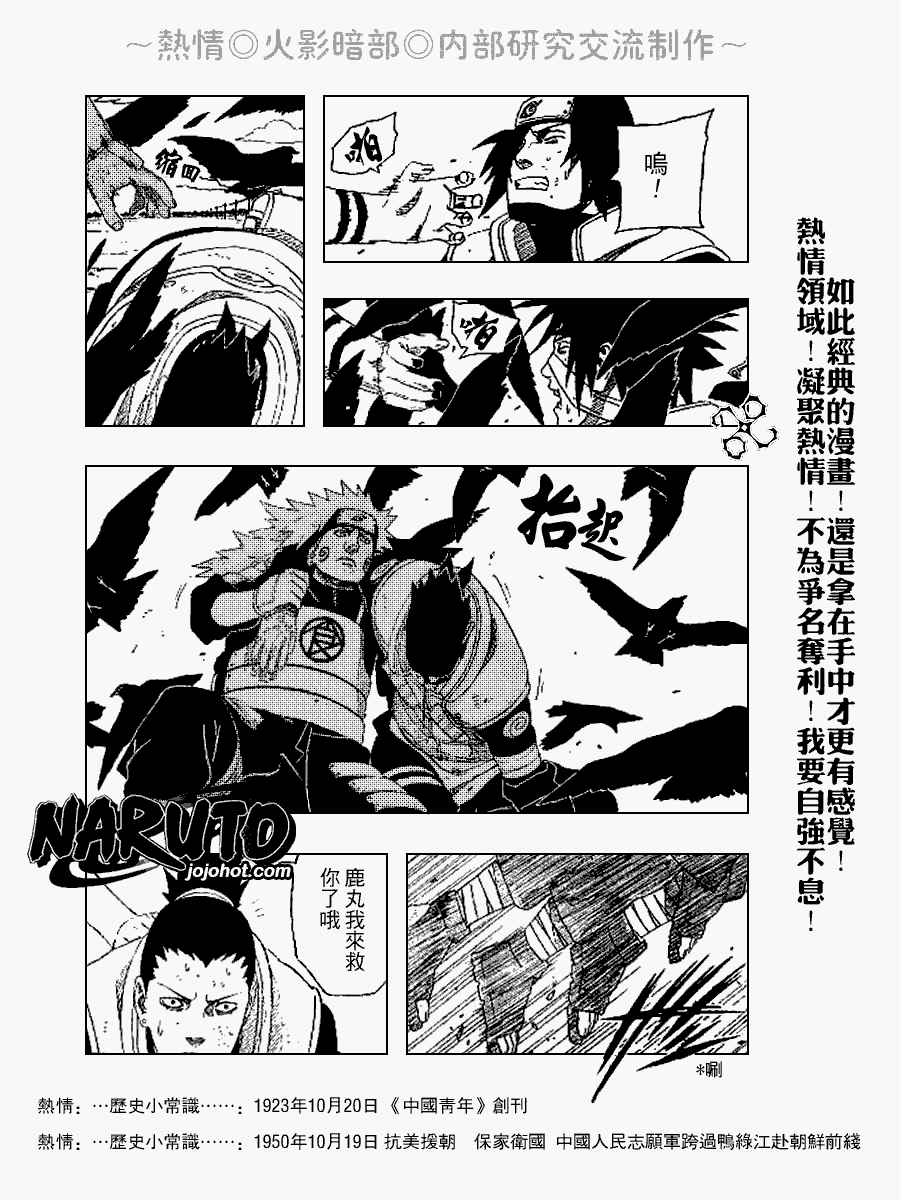 ～熱情◎火影暗部◎内部研究交流制作～
嗚！
啪
縮回
啪
抬起
如此經典的漫畫！還是拿在手中才更有感覺！
熱情領域！凝聚熱情！不為爭名奪利！我要自強不息！
食
NARUTO
jojohot.com
鹿丸我來救
你了哦
*唰
熱情：…歷史小常識……：1923年10月20日《中國青年》創刊
熱情：…歷史小常識……：1950年10月19日 抗美援朝　保家衛國 中國人民志願軍跨過鴨綠江赴朝鮮前綫